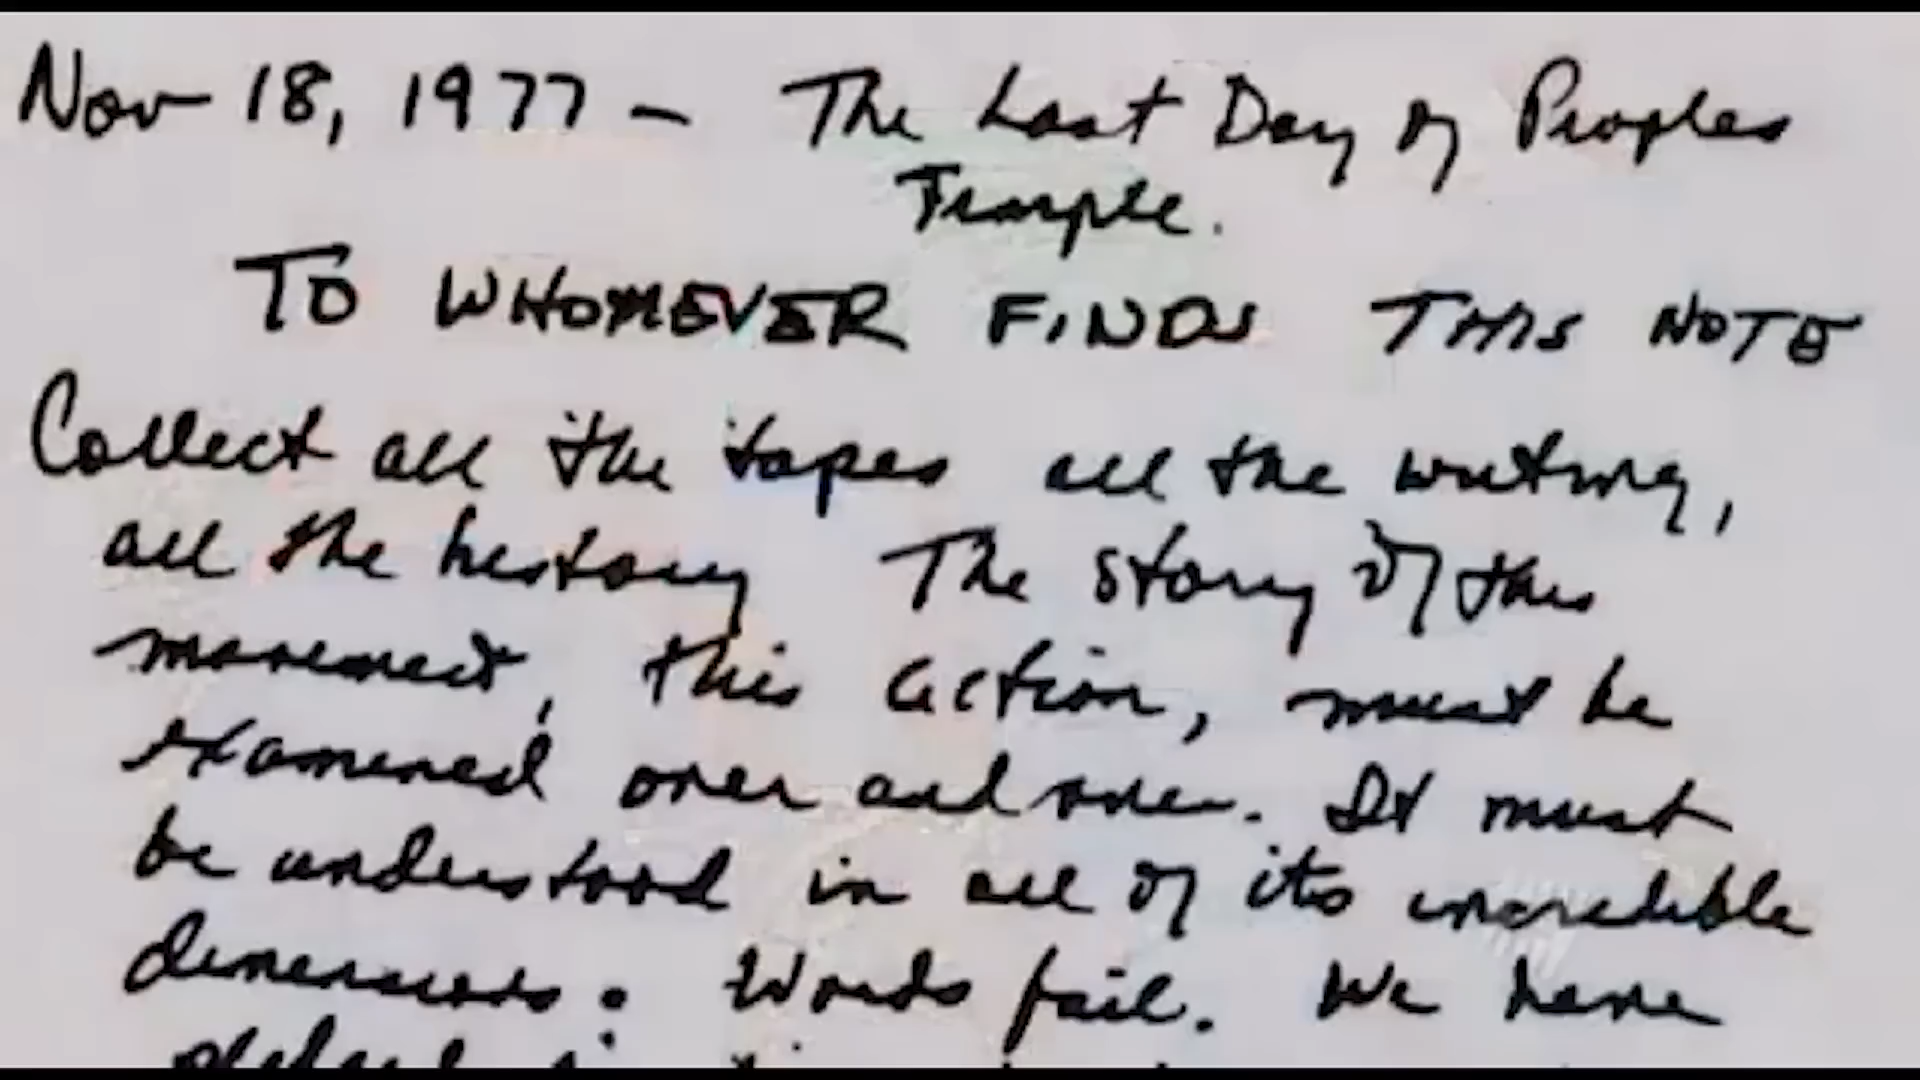 Nov 18, 1977 - The Last Day of Peoples
Temple.
TO WHOMEVER FINDS THIS NOTE
Collect all the tapes all the writing,
all the history The story of this
movement, this action, must be
examined over and over. It must
be understood in all of its incredible
dimensions. Words fail. We have